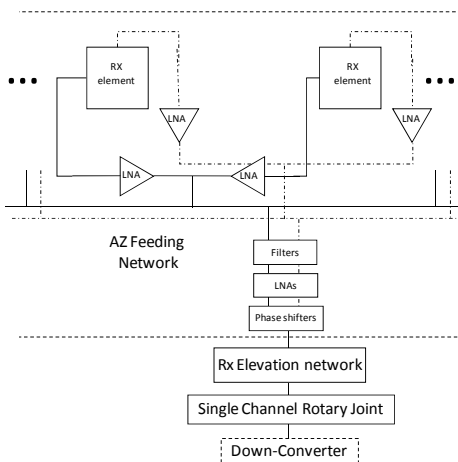 RX
element
RX
element
LNA
LNA
LNA
LNA
AZ Feeding
Network
Filters
LNAs
Phase shifters
Rx Elevation network
Single Channel Rotary Joint
Down-Converter